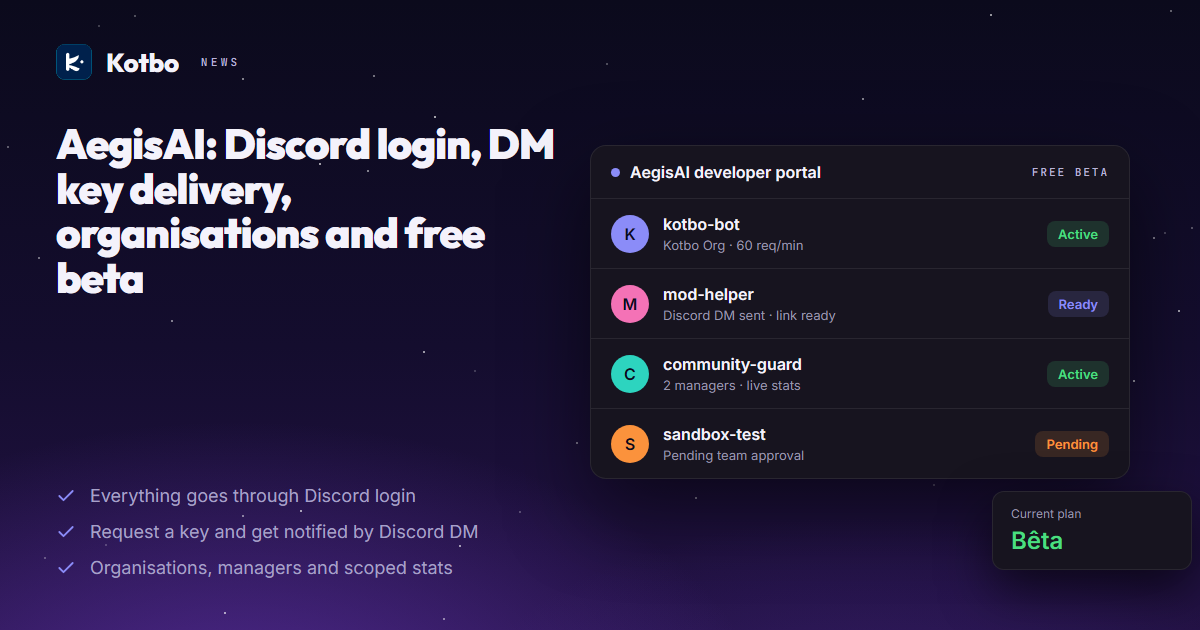 Kotbo NEWS
AegisAI: Discord login, DM
key delivery,
organisations and free
beta
Everything goes through Discord login
Request a key and get notified by Discord DM
Organisations, managers and scoped stats
AegisAI developer portal FREE BETA
K kotbo-bot Active
Kotbo Org · 60 req/min
M mod-helper Ready
Discord DM sent · link ready
C community-guard Active
2 managers · live stats
S sandbox-test Pending
Pending team approval
Current plan
Bêta